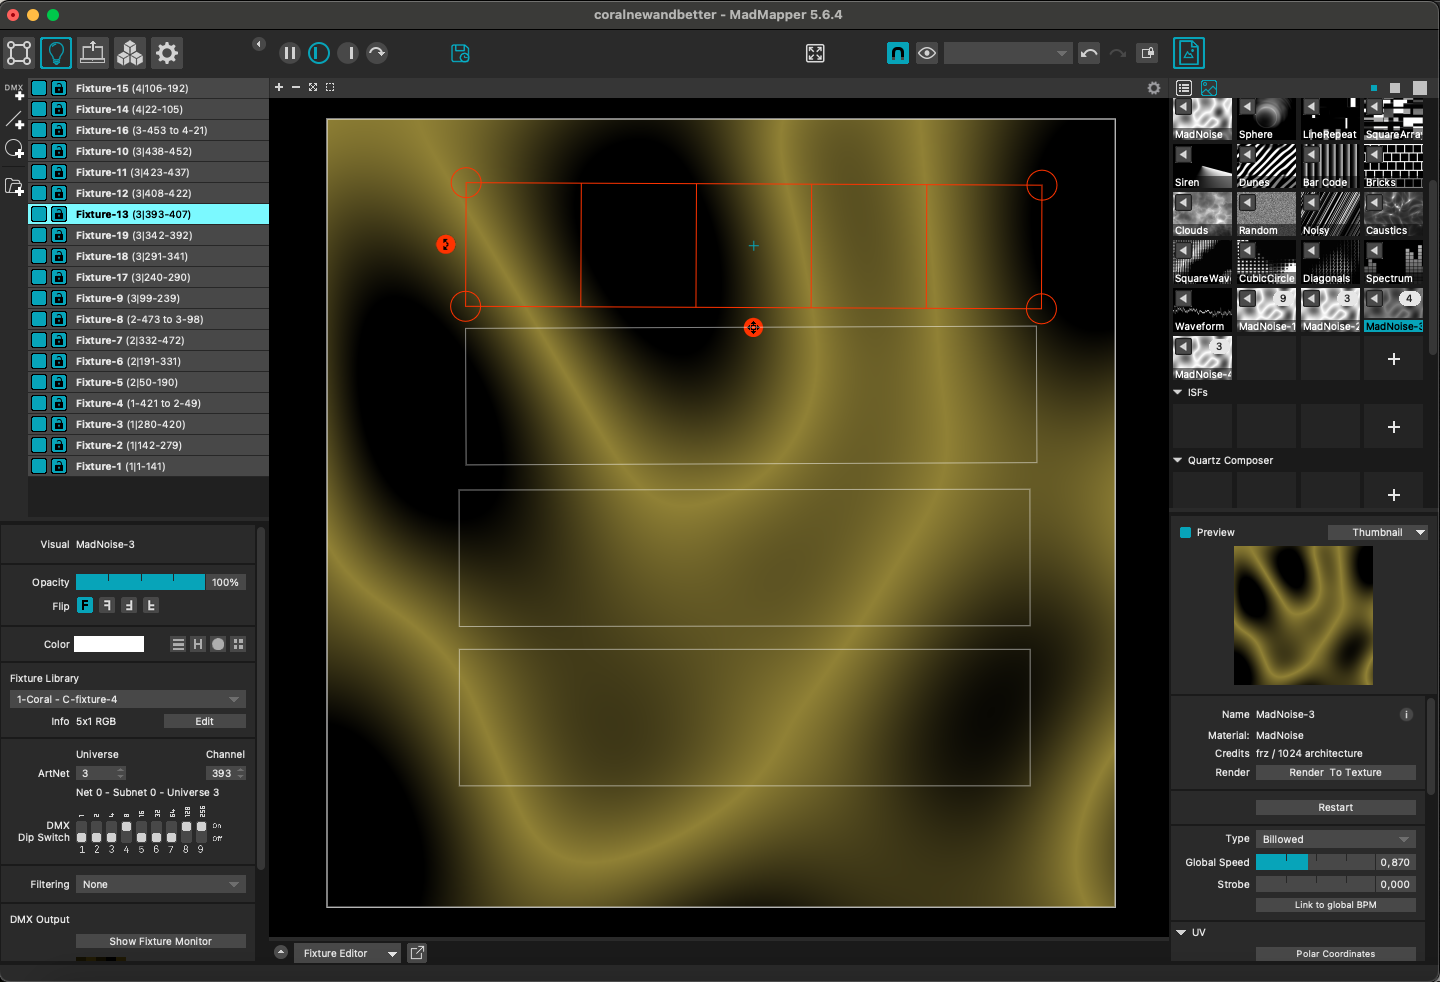 coralnewandbetter - MadMapper 5.6.4
DMX
Fixture-15 (4|106-192)
Fixture-14 (4|22-105)
Fixture-16 (3-453 to 4-21)
Fixture-10 (3|438-452)
Fixture-11 (3|423-437)
Fixture-12 (3|408-422)
Fixture-13 (3|393-407)
Fixture-19 (3|342-392)
Fixture-18 (3|291-341)
Fixture-17 (3|240-290)
Fixture-9 (3|99-239)
Fixture-8 (2-473 to 3-98)
Fixture-7 (2|332-472)
Fixture-6 (2|191-331)
Fixture-5 (2|50-190)
Fixture-4 (1-421 to 2-49)
Fixture-3 (1|280-420)
Fixture-2 (1|142-279)
Fixture-1 (1|1-141)
Visual MadNoise-3
Opacity 100%
Flip F
Color H
Fixture Library
1-Coral - C-fixture-4
Info 5x1 RGB Edit
Universe Channel
ArtNet 3 393
Net 0 - Subnet 0 - Universe 3
1 2 4 8 16 32 64 128 256
DMX On
Dip Switch Off
1 2 3 4 5 6 7 8 9
Filtering None
DMX Output
Show Fixture Monitor
Fixture Editor
MadNoise Sphere LineRepeat SquareArra
Siren Dunes Bar Code Bricks
Clouds Random Noisy Caustics
SquareWav CubicCircle Diagonals Spectrum
9 3 4
Waveform MadNoise-1 MadNoise-2 MadNoise-3
3
MadNoise-4
ISFs
Quartz Composer
Preview Thumbnail
Name MadNoise-3 i
Material: MadNoise
Credits frz / 1024 architecture
Render Render To Texture
Restart
Type Billowed
Global Speed 0,870
Strobe 0,000
Link to global BPM
UV
Polar Coordinates